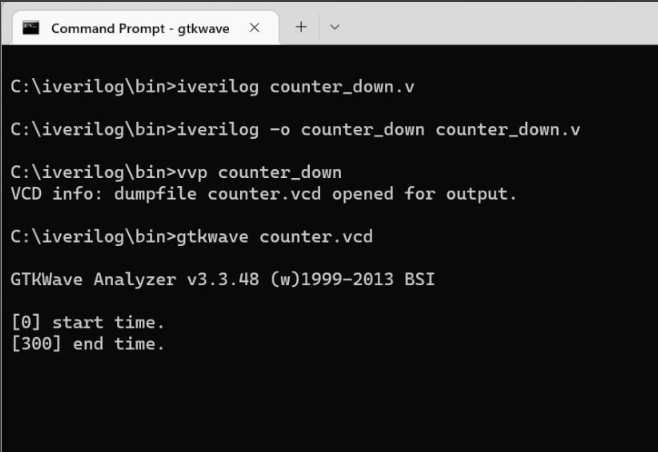 Command Prompt - gtkwave
C:\iverilog\bin>iverilog counter_down.v
C:\iverilog\bin>iverilog -o counter_down counter_down.v
C:\iverilog\bin>vvp counter_down
VCD info: dumpfile counter.vcd opened for output.
C:\iverilog\bin>gtkwave counter.vcd
GTKWave Analyzer v3.3.48 (w)1999-2013 BSI
[0] start time.
[300] end time.